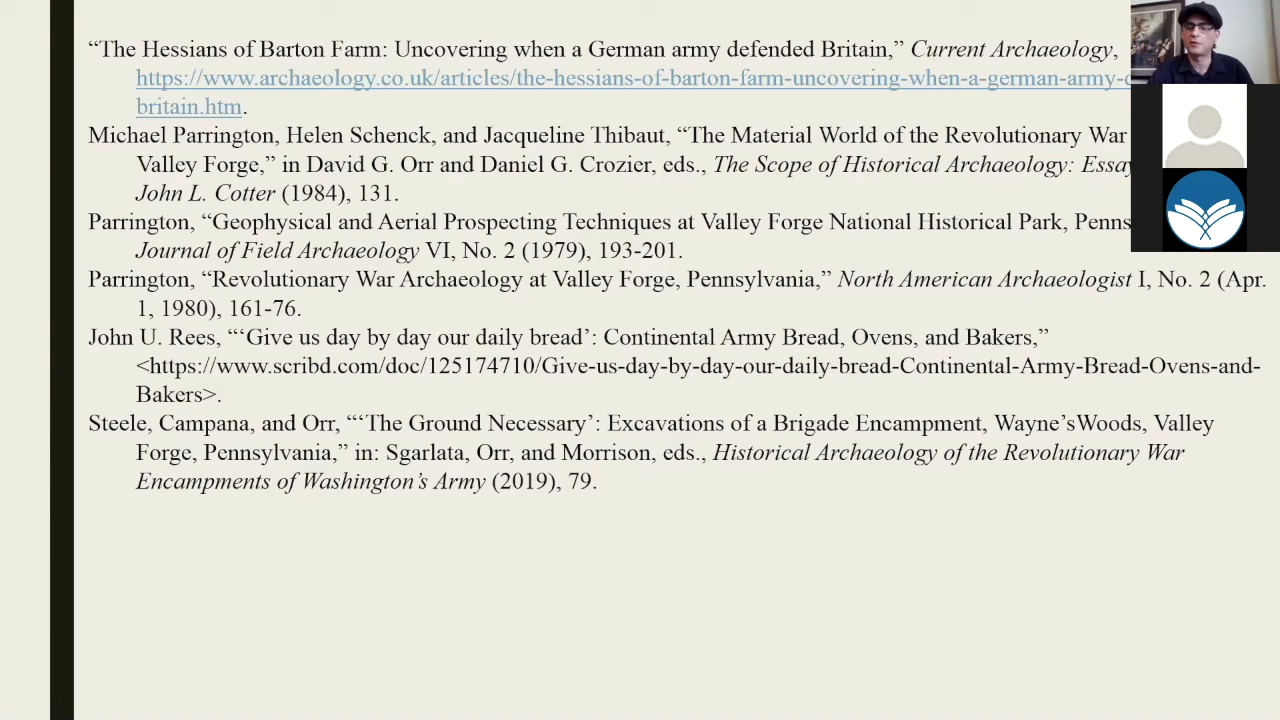 “The Hessians of Barton Farm: Uncovering when a German army defended Britain,” Current Archaeology,
https://www.archaeology.co.uk/articles/the-hessians-of-barton-farm-uncovering-when-a-german-army-
britain.htm.
Michael Parrington, Helen Schenck, and Jacqueline Thibaut, “The Material World of the Revolutionary War
Valley Forge,” in David G. Orr and Daniel G. Crozier, eds., The Scope of Historical Archaeology:
John L. Cotter (1984), 131.
Parrington, “Geophysical and Aerial Prospecting Techniques at Valley Forge National Historical Park,
Journal of Field Archaeology VI, No. 2 (1979), 193-201.
Parrington, “Revolutionary War Archaeology at Valley Forge, Pennsylvania,” North American Archaeologist I, No. 2 (Apr.
1, 1980), 161-76.
John U. Rees, “‘Give us day by day our daily bread’: Continental Army Bread, Ovens, and Bakers,”
<https://www.scribd.com/doc/125174710/Give-us-day-by-day-our-daily-bread-Continental-Army-Bread-Ovens-and-
Bakers>.
Steele, Campana, and Orr, “‘The Ground Necessary’: Excavations of a Brigade Encampment, Wayne’sWoods, Valley
Forge, Pennsylvania,” in: Sgarlata, Orr, and Morrison, eds., Historical Archaeology of the Revolutionary War
Encampments of Washington’s Army (2019), 79.